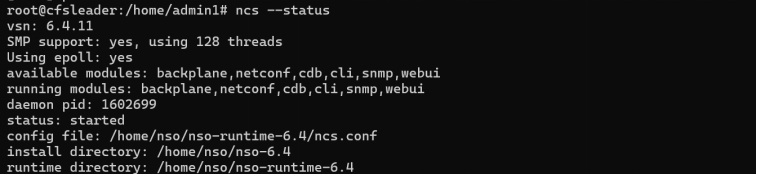 root@cfsleader:/home/admin1# ncs --status
vsn: 6.4.11
SMP support: yes, using 128 threads
Using epoll: yes
available modules: backplane,netconf,cdb,cli,snmp,webui
running modules: backplane,netconf,cdb,cli,snmp,webui
daemon pid: 1602699
status: started
config file: /home/nso/nso-runtime-6.4/ncs.conf
install directory: /home/nso/nso-6.4
runtime directory: /home/nso/nso-runtime-6.4